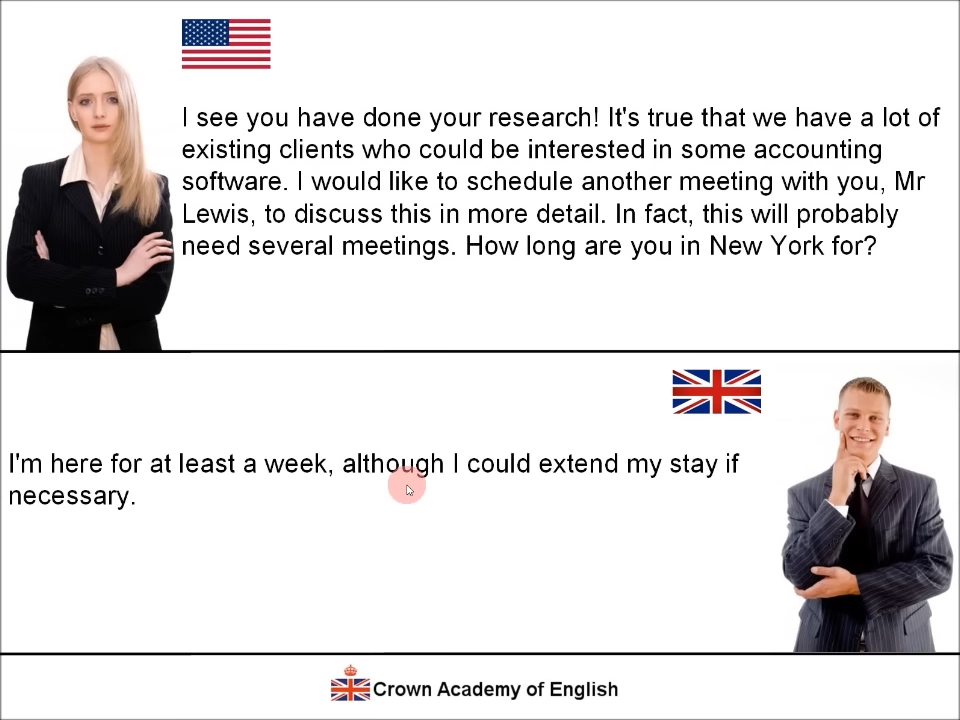 I see you have done your research! It's true that we have a lot of
existing clients who could be interested in some accounting
software. I would like to schedule another meeting with you, Mr
Lewis, to discuss this in more detail. In fact, this will probably
need several meetings. How long are you in New York for?
I'm here for at least a week, although I could extend my stay if
necessary.
Crown Academy of English